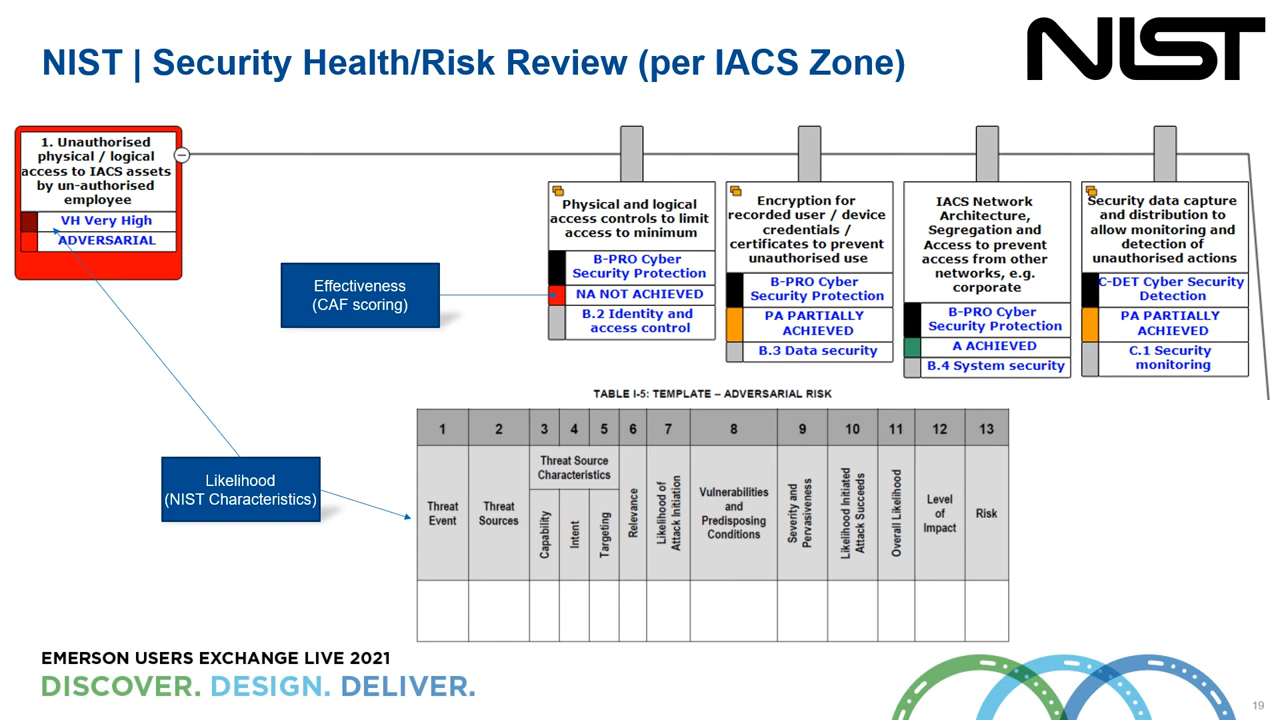 NIST | Security Health/Risk Review (per IACS Zone)
NIST
1. Unauthorised
physical / logical
access to IACS assets
by un-authorised
employee
VH Very High
ADVERSARIAL
Physical and logical
access controls to limit
access to minimum
B-PRO Cyber
Security Protection
NA NOT ACHIEVED
B.2 Identity and
access control
Encryption for
recorded user / device
credentials /
certificates to prevent
unauthorised use
B-PRO Cyber
Security Protection
PA PARTIALLY
ACHIEVED
B.3 Data security
IACS Network
Architecture,
Segregation and
Access to prevent
access from other
networks, e.g.
corporate
B-PRO Cyber
Security Protection
A ACHIEVED
B.4 System security
Security data capture
and distribution to
allow monitoring and
detection of
unauthorised actions
C-DET Cyber Security
Detection
PA PARTIALLY
ACHIEVED
C.1 Security
monitoring
Effectiveness
(CAF scoring)
Likelihood
(NIST Characteristics)
TABLE I-5: TEMPLATE – ADVERSARIAL RISK
1 2 3 4 5 6 7 8 9 10 11 12 13
Threat
Event
Threat
Sources
Threat Source
Characteristics
Capability
Intent
Targeting
Relevance
Likelihood of
Attack Initiation
Vulnerabilities
and
Predisposing
Conditions
Severity and
Pervasiveness
Likelihood Initiated
Attack Succeeds
Overall Likelihood
Level
of
Impact
Risk
EMERSON USERS EXCHANGE LIVE 2021
DISCOVER. DESIGN. DELIVER.
19